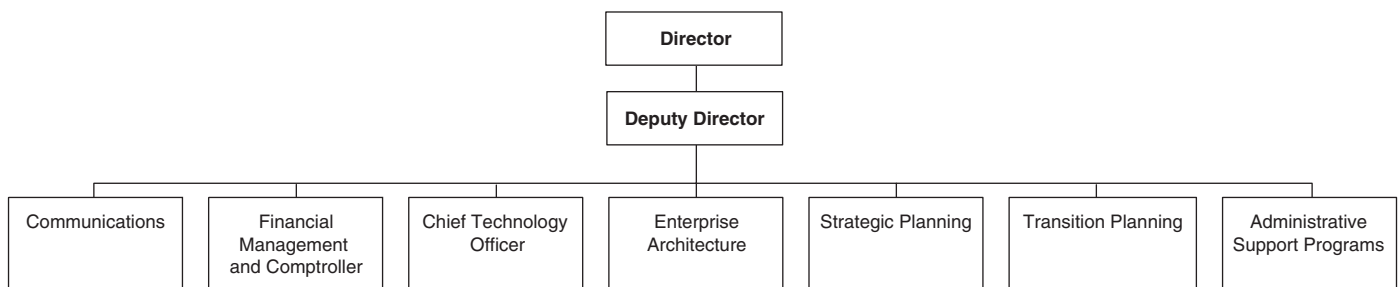 Director
Deputy Director
Communications
Financial
Management
and Comptroller
Chief Technology
Officer
Enterprise
Architecture
Strategic Planning
Transition Planning
Administrative
Support Programs